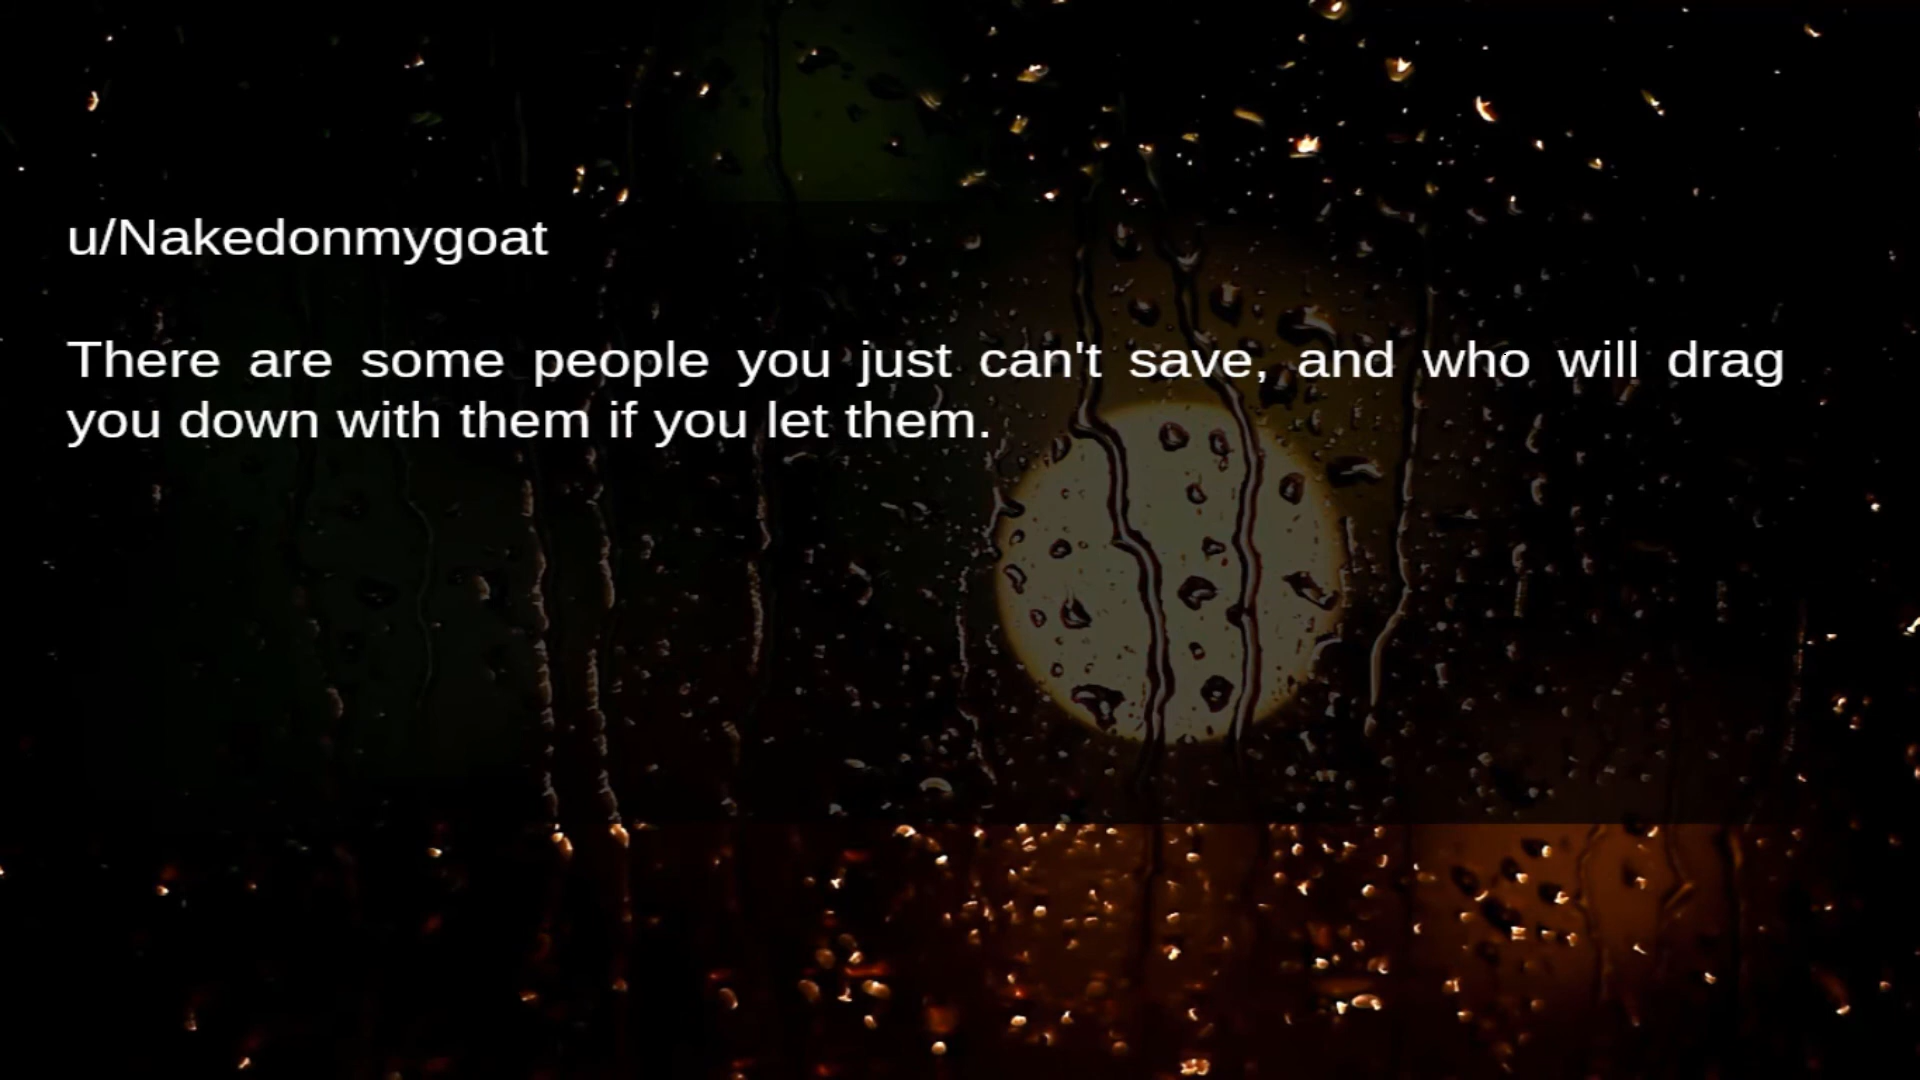 u/Nakedonmygoat
There are some people you just can't save, and who will drag
you down with them if you let them.